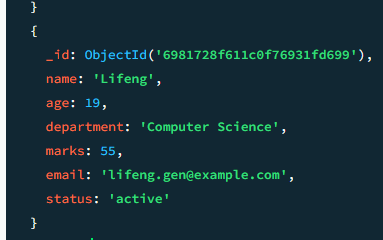 }
{
_id: ObjectId('6981728f611c0f76931fd699'),
name: 'Lifeng',
age: 19,
department: 'Computer Science',
marks: 55,
email: 'lifeng.gen@example.com',
status: 'active'
}